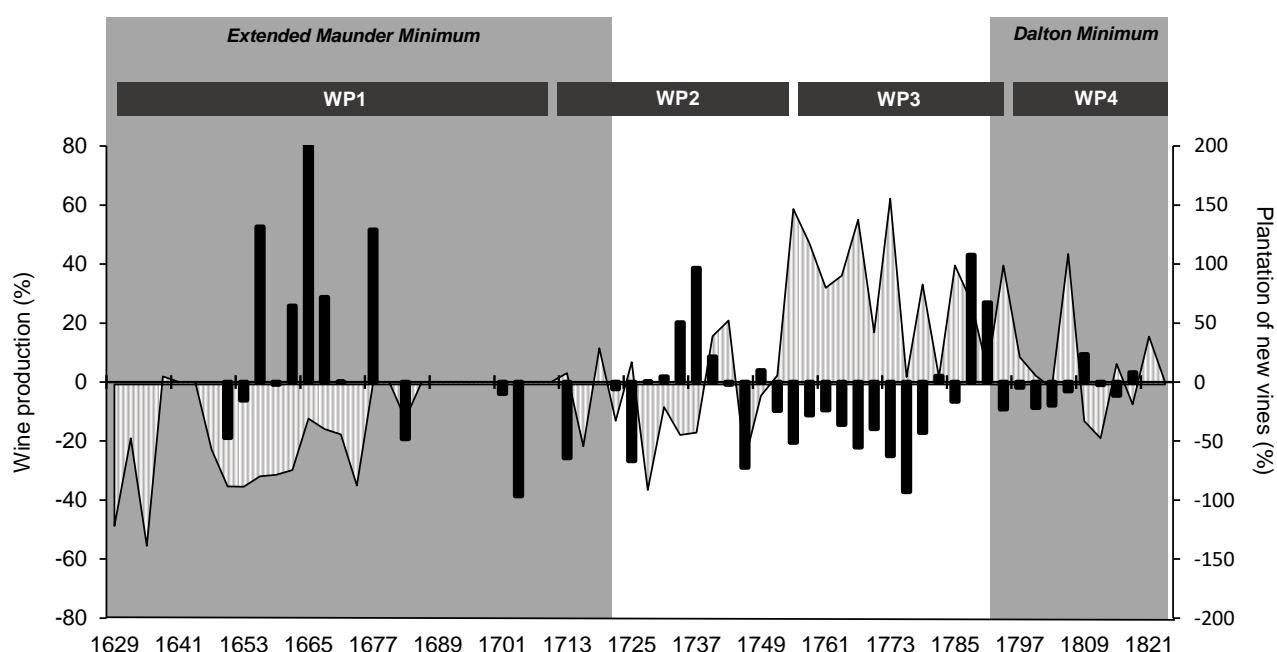 Extended Maunder Minimum
Dalton Minimum
WP1 WP2 WP3 WP4
80 200
60 150
40 100
20 50
0 0
-20 -50
-40 -100
-60 -150
-80 -200
Wine production (%)
Plantation of new vines (%)
1629 1641 1653 1665 1677 1689 1701 1713 1725 1737 1749 1761 1773 1785 1797 1809 1821